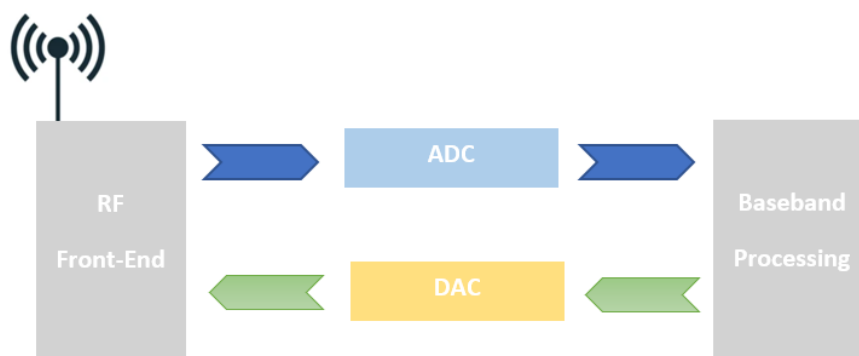 ADC
RF
Front-End
Baseband
Processing
DAC